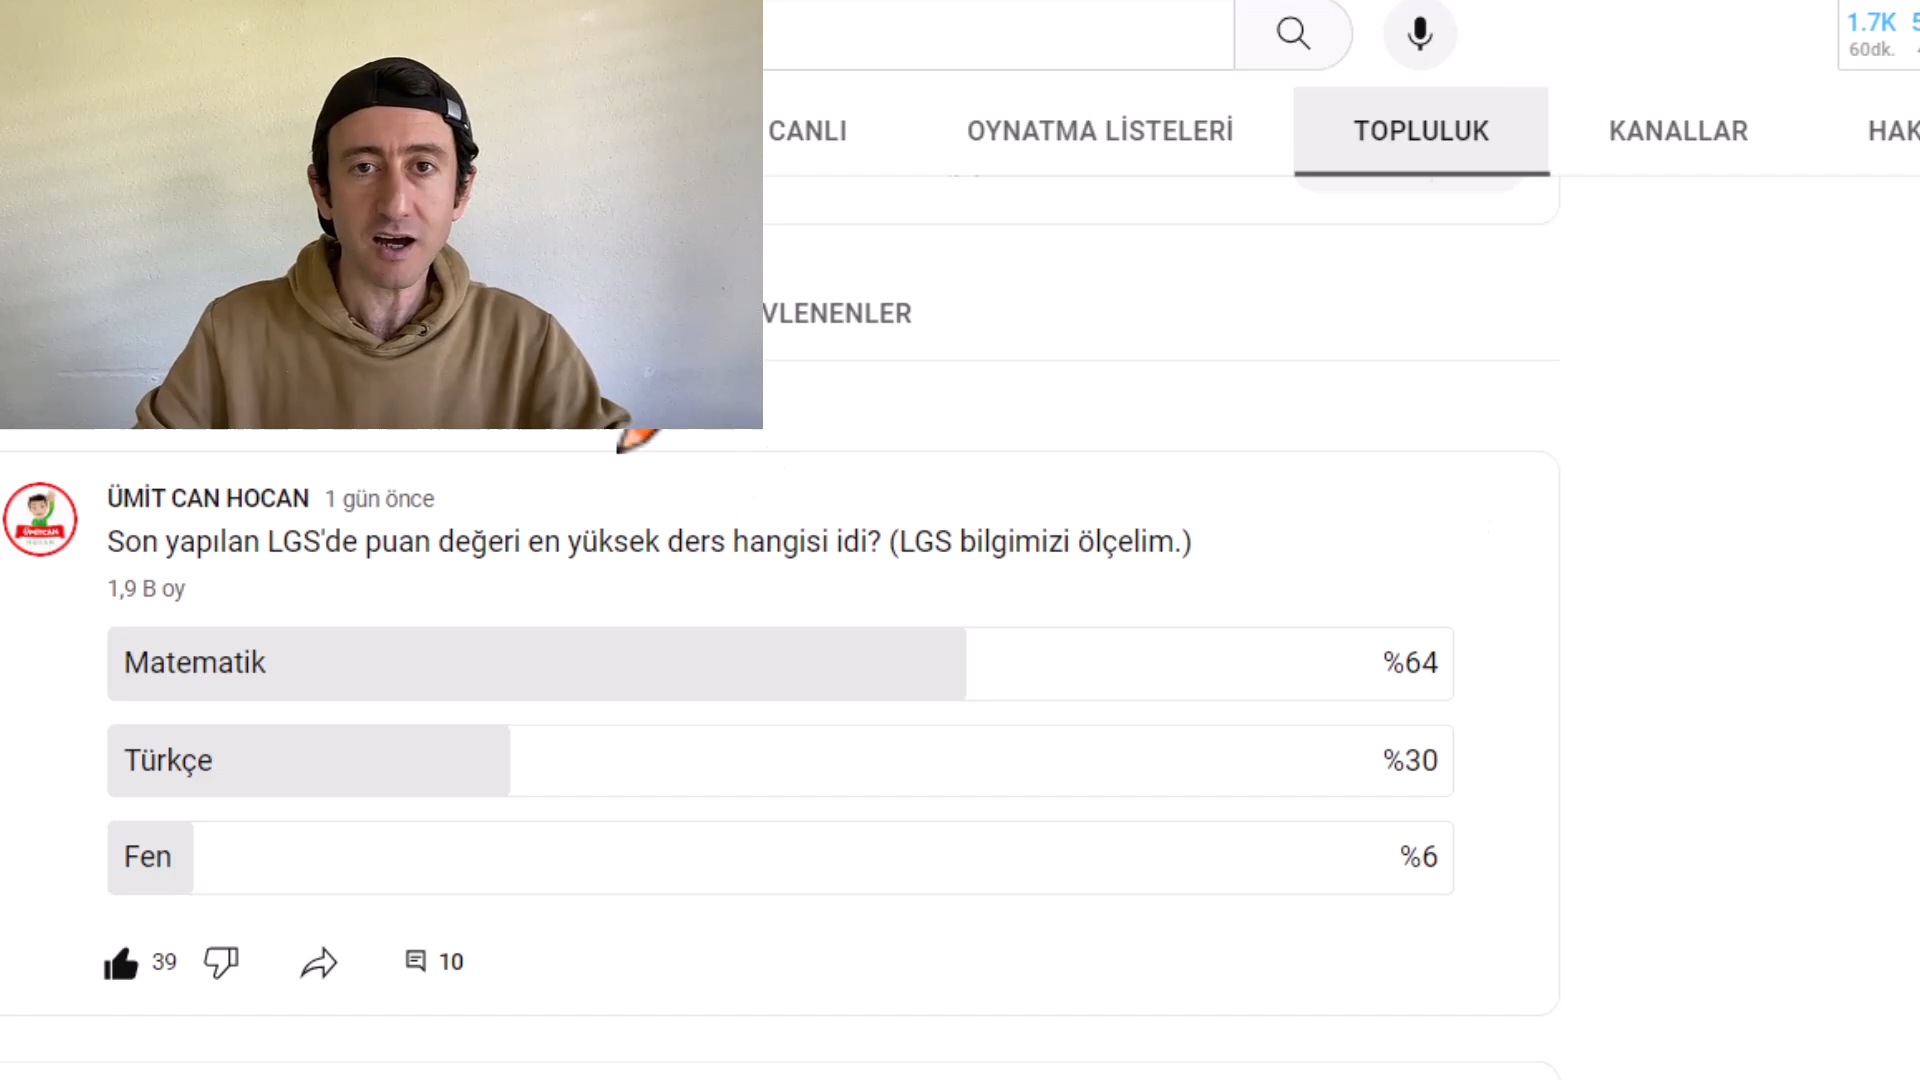 1.7K
60dk.
CANLI
OYNATMA LİSTELERİ
TOPLULUK
KANALLAR
HAK
VLENENLER
ÜMİT CAN HOCAN 1 gün önce
Son yapılan LGS'de puan değeri en yüksek ders hangisi idi? (LGS bilgimizi ölçelim.)
1,9 B oy
Matematik %64
Türkçe %30
Fen %6
39
10